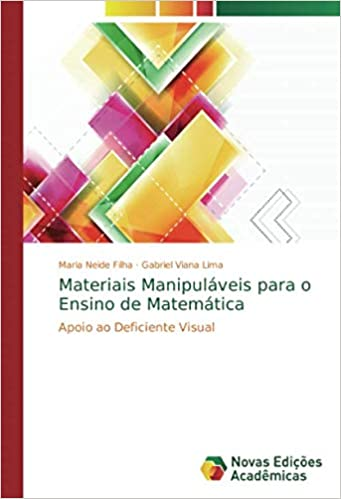 Maria Neide Filha · Gabriel Viana Lima
Materiais Manipuláveis para o
Ensino de Matemática
Apoio ao Deficiente Visual
Novas Edições
Acadêmicas